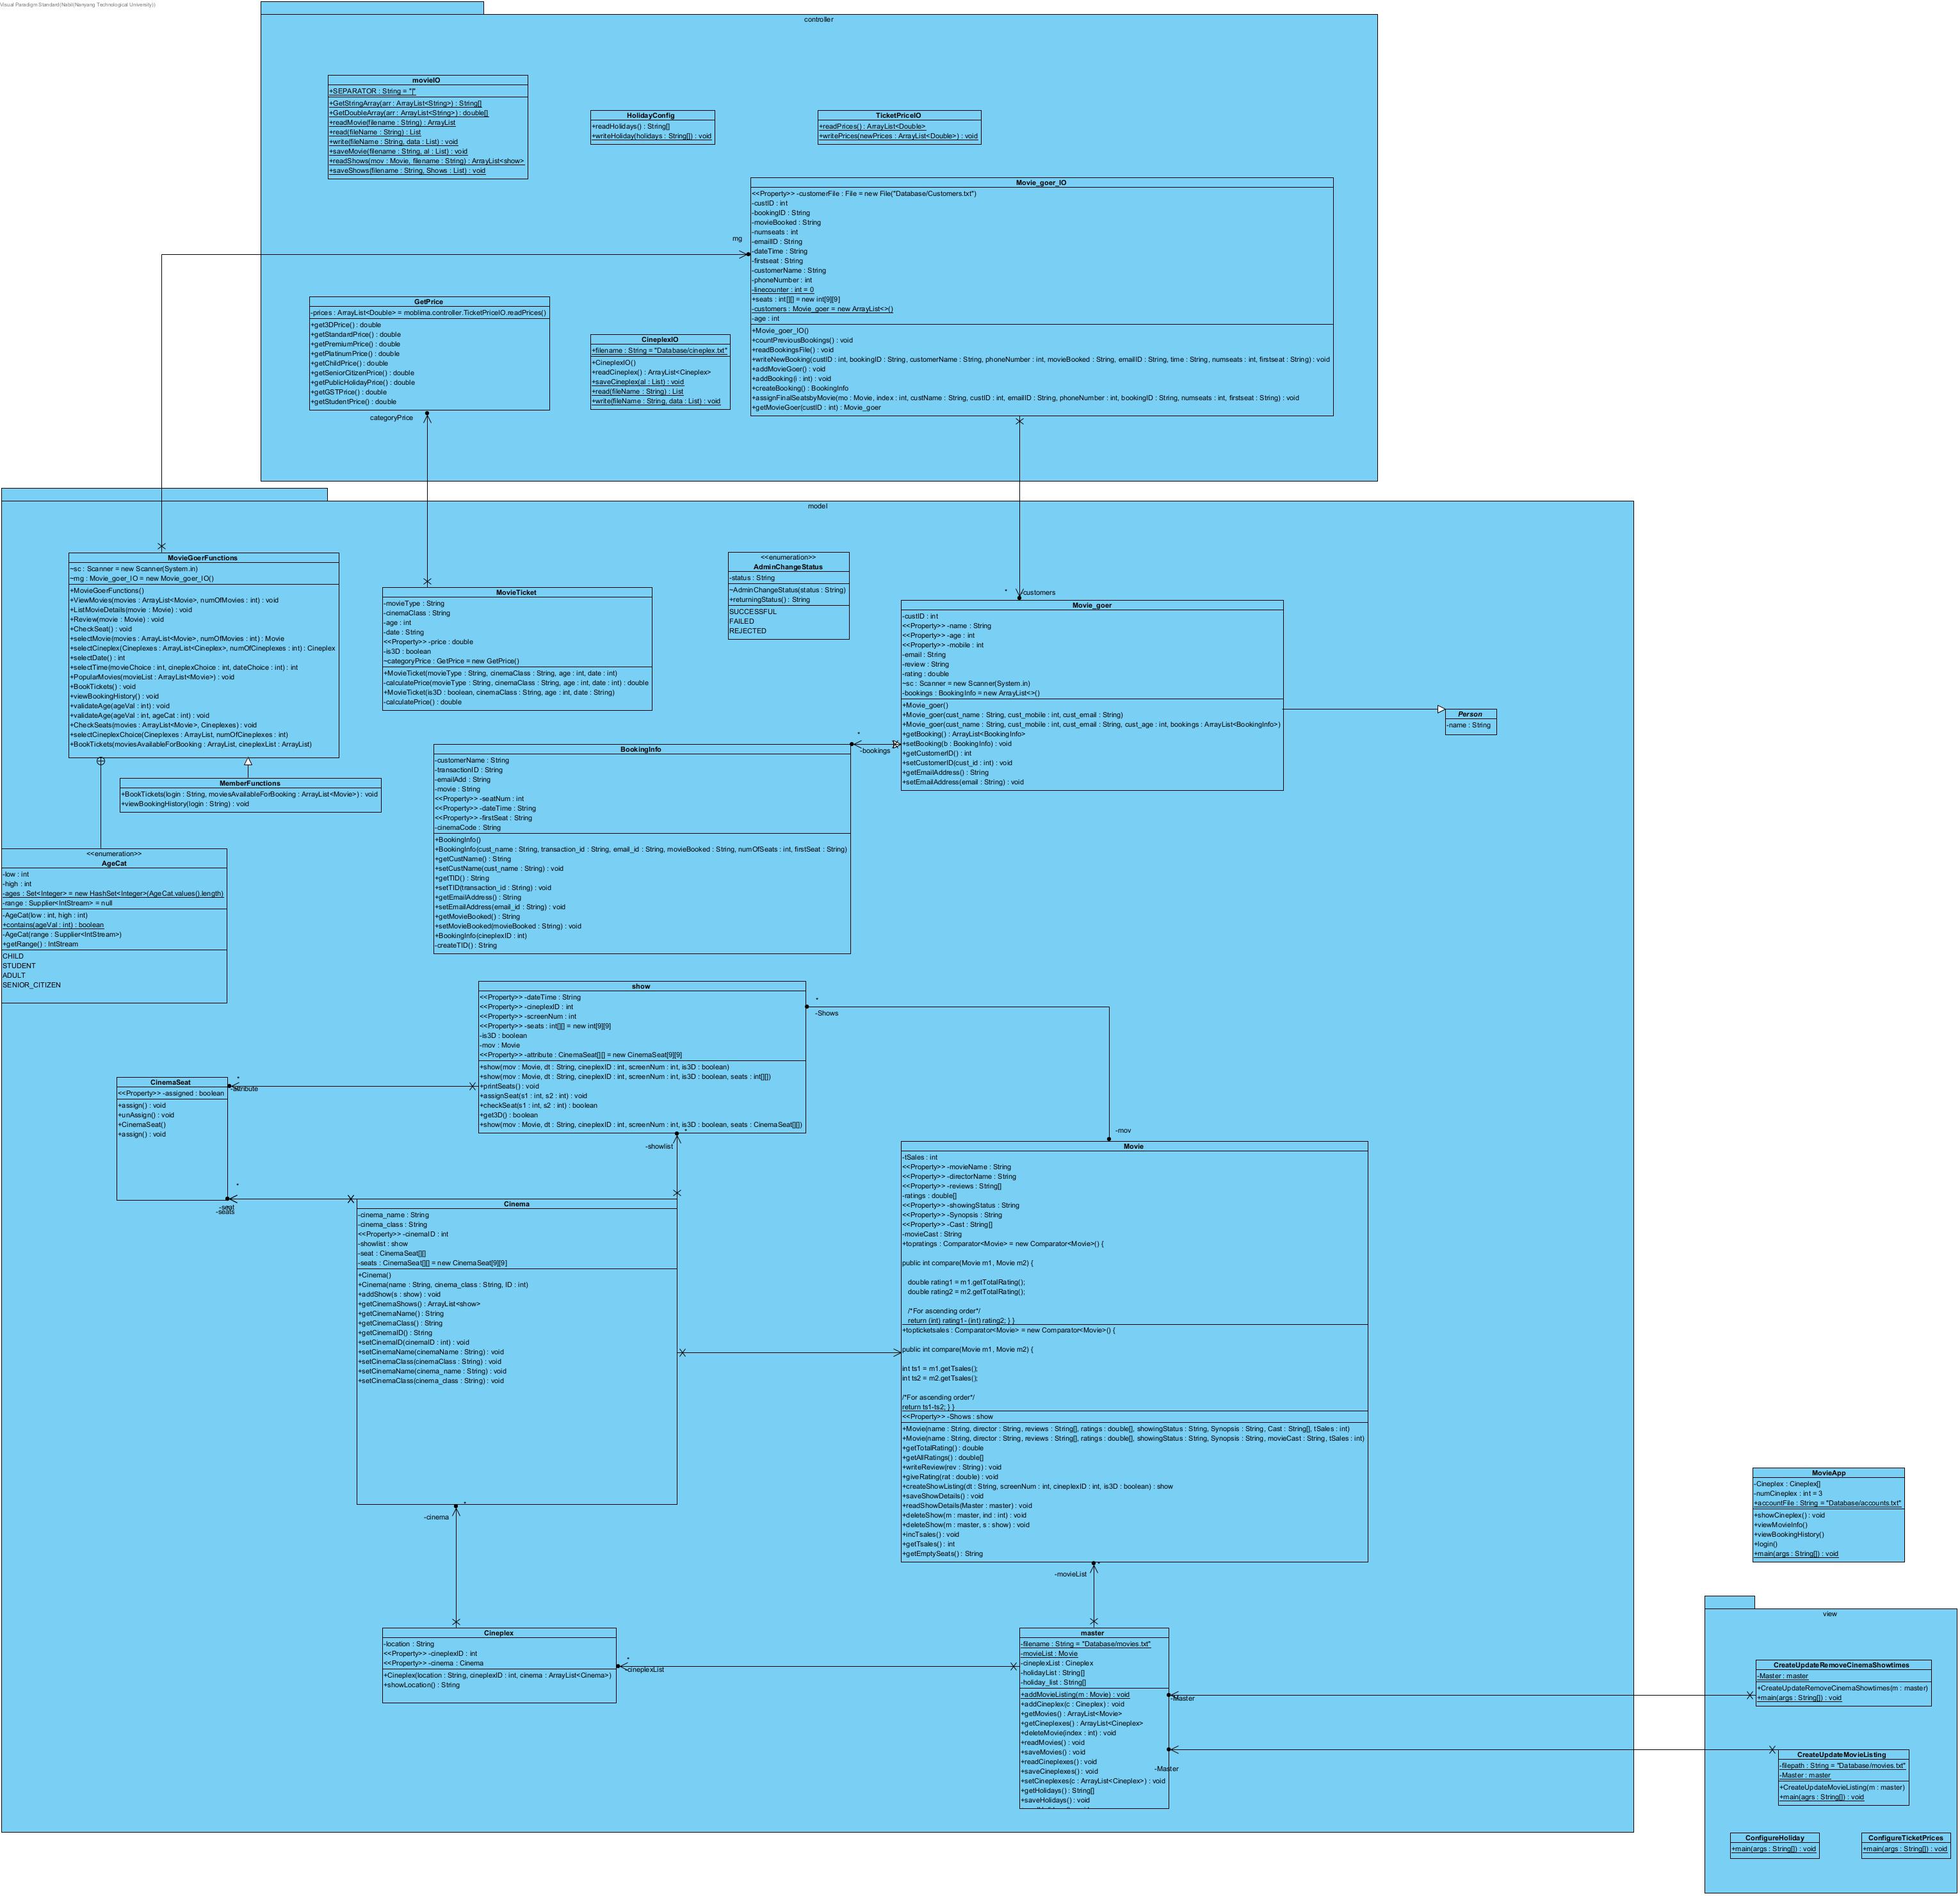 Visual Paradigm Standard(Nabil(Nanyang Technological University))
controller
movieIO
+SEPARATOR : String = "|"
+GetStringArray(arr : ArrayList<String>) : String[]
+GetDoubleArray(arr : ArrayList<String>) : double[]
+readMovie(filename : String) : ArrayList
+read(fileName : String) : List
+write(fileName : String, data : List) : void
+saveMovie(filename : String, al : List) : void
+readShows(mov : Movie, filename : String) : ArrayList<show>
+saveShows(filename : String, Shows : List) : void
HolidayConfig
+readHolidays() : String[]
+writeHoliday(holidays : String[]) : void
TicketPriceIO
+readPrices() : ArrayList<Double>
+writePrices(newPrices : ArrayList<Double>) : void
Movie_goer_IO
<<Property>> -customerFile : File = new File("Database/Customers.txt")
-custID : int
-bookingID : String
-movieBooked : String
-numseats : int
-emailID : String
-dateTime : String
-firstseat : String
-customerName : String
-phoneNumber : int
-linecounter : int = 0
+seats : int[][] = new int[9][9]
-customers : Movie_goer = new ArrayList<>()
-age : int
+Movie_goer_IO()
+countPreviousBookings() : void
+readBookingsFile() : void
+writeNewBooking(custID : int, bookingID : String, customerName : String, phoneNumber : int, movieBooked : String, emailID : String, time : String, numseats : int, firstseat : String) : void
+addMovieGoer() : void
+addBooking(i : int) : void
+createBooking() : BookingInfo
+assignFinalSeatsbyMovie(mo : Movie, index : int, custName : String, custID : int, emailID : String, phoneNumber : int, bookingID : String, numseats : int, firstseat : String) : void
+getMovieGoer(custID : int) : Movie_goer
mg
GetPrice
-prices : ArrayList<Double> = moblima.controller.TicketPriceIO.readPrices()
+get3DPrice() : double
+getStandardPrice() : double
+getPremiumPrice() : double
+getPlatinumPrice() : double
+getChildPrice() : double
+getSeniorCitizenPrice() : double
+getPublicHolidayPrice() : double
+getGSTPrice() : double
+getStudentPrice() : double
categoryPrice
CineplexIO
+filename : String = "Database/cineplex.txt"
+CineplexIO()
+readCineplex() : ArrayList<Cineplex>
+saveCineplex(al : List) : void
+read(fileName : String) : List
+write(fileName : String, data : List) : void
model
MovieGoerFunctions
~sc : Scanner = new Scanner(System.in)
~mg : Movie_goer_IO = new Movie_goer_IO()
+MovieGoerFunctions()
+ViewMovies(movies : ArrayList<Movie>, numOfMovies : int) : void
+ListMovieDetails(movie : Movie) : void
+Review(movie : Movie) : void
+CheckSeat() : void
+selectMovie(movies : ArrayList<Movie>, numOfMovies : int) : Movie
+selectCineplex(Cineplexes : ArrayList<Cineplex>, numOfCineplexes : int) : Cineplex
+selectDate() : int
+selectTime(movieChoice : int, cineplexChoice : int, dateChoice : int) : int
+PopularMovies(movieList : ArrayList<Movie>) : void
+BookTickets() : void
+viewBookingHistory() : void
+validateAge(ageVal : int) : void
+validateAge(ageVal : int, ageCat : int) : void
+CheckSeats(movies : ArrayList<Movie>, Cineplexes) : void
+selectCineplexChoice(Cineplexes : ArrayList, numOfCineplexes : int)
+BookTickets(moviesAvailableForBooking : ArrayList, cineplexList : ArrayList)
MovieTicket
-movieType : String
-cinemaClass : String
-age : int
-date : String
<<Property>> -price : double
-is3D : boolean
~categoryPrice : GetPrice = new GetPrice()
+MovieTicket(movieType : String, cinemaClass : String, age : int, date : int)
-calculatePrice(movieType : String, cinemaClass : String, age : int, date : int) : double
+MovieTicket(is3D : boolean, cinemaClass : String, age : int, date : String)
-calculatePrice() : double
<<enumeration>>
AdminChangeStatus
-status : String
~AdminChangeStatus(status : String)
+returningStatus() : String
SUCCESSFUL
FAILED
REJECTED
*
-customers
Movie_goer
-custID : int
<<Property>> -name : String
<<Property>> -age : int
<<Property>> -mobile : int
-email : String
-review : String
-rating : double
~sc : Scanner = new Scanner(System.in)
-bookings : BookingInfo = new ArrayList<>()
+Movie_goer()
+Movie_goer(cust_name : String, cust_mobile : int, cust_email : String)
+Movie_goer(cust_name : String, cust_mobile : int, cust_email : String, cust_age : int, bookings : ArrayList<BookingInfo>)
+getBooking() : ArrayList<BookingInfo>
+setBooking(b : BookingInfo) : void
+getCustomerID() : int
+setCustomerID(cust_id : int) : void
+getEmailAddress() : String
+setEmailAddress(email : String) : void
Person
-name : String
*
-bookings
MemberFunctions
+BookTickets(login : String, moviesAvailableForBooking : ArrayList<Movie>) : void
+viewBookingHistory(login : String) : void
BookingInfo
-customerName : String
-transactionID : String
-emailAdd : String
-movie : String
<<Property>> -seatNum : int
<<Property>> -dateTime : String
<<Property>> -firstSeat : String
-cinemaCode : String
+BookingInfo()
+BookingInfo(cust_name : String, transaction_id : String, email_id : String, movieBooked : String, numOfSeats : int, firstSeat : String)
+getCustName() : String
+setCustName(cust_name : String) : void
+getTID() : String
+setTID(transaction_id : String) : void
+getEmailAddress() : String
+setEmailAddress(email_id : String) : void
+getMovieBooked() : String
+setMovieBooked(movieBooked : String) : void
+BookingInfo(cineplexID : int)
-createTID() : String
<<enumeration>>
AgeCat
-low : int
-high : int
-ages : Set<Integer> = new HashSet<Integer>(AgeCat.values().length)
-range : Supplier<IntStream> = null
-AgeCat(low : int, high : int)
+contains(ageVal : int) : boolean
-AgeCat(range : Supplier<IntStream>)
+getRange() : IntStream
CHILD
STUDENT
ADULT
SENIOR_CITIZEN
show
<<Property>> -dateTime : String
<<Property>> -cineplexID : int
<<Property>> -screenNum : int
<<Property>> -seats : int[][] = new int[9][9]
-is3D : boolean
-mov : Movie
<<Property>> -attribute : CinemaSeat[][] = new CinemaSeat[9][9]
+show(mov : Movie, dt : String, cineplexID : int, screenNum : int, is3D : boolean)
+show(mov : Movie, dt : String, cineplexID : int, screenNum : int, is3D : boolean, seats : int[][])
+printSeats() : void
+assignSeat(s1 : int, s2 : int) : void
+checkSeat(s1 : int, s2 : int) : boolean
+get3D() : boolean
+show(mov : Movie, dt : String, cineplexID : int, screenNum : int, is3D : boolean, seats : CinemaSeat[][])
*
-Shows
-mov
CinemaSeat
<<Property>> -assigned : boolean
+assign() : void
+unAssign() : void
+CinemaSeat()
+assign() : void
*
-attribute
*
-showlist
*
-seat
-seats
Cinema
-cinema_name : String
-cinema_class : String
<<Property>> -cinemaID : int
-showlist : show
-seat : CinemaSeat[][]
-seats : CinemaSeat[][] = new CinemaSeat[9][9]
+Cinema()
+Cinema(name : String, cinema_class : String, ID : int)
+addShow(s : show) : void
+getCinemaShows() : ArrayList<show>
+getCinemaName() : String
+getCinemaClass() : String
+getCinemaID() : String
+setCinemaID(cinemaID : int) : void
+setCinemaName(cinemaName : String) : void
+setCinemaClass(cinemaClass : String) : void
+setCinemaName(cinema_name : String) : void
+setCinemaClass(cinema_class : String) : void
Movie
-tSales : int
<<Property>> -movieName : String
<<Property>> -directorName : String
<<Property>> -reviews : String[]
-ratings : double[]
<<Property>> -showingStatus : String
<<Property>> -Synopsis : String
<<Property>> -Cast : String[]
-movieCast : String
+topratings : Comparator<Movie> = new Comparator<Movie>() {
public int compare(Movie m1, Movie m2) {
double rating1 = m1.getTotalRating();
double rating2 = m2.getTotalRating();
/*For ascending order*/
return (int) rating1- (int) rating2; } }
+topticketsales : Comparator<Movie> = new Comparator<Movie>() {
public int compare(Movie m1, Movie m2) {
int ts1 = m1.getTsales();
int ts2 = m2.getTsales();
/*For ascending order*/
return ts1-ts2; } }
<<Property>> -Shows : show
+Movie(name : String, director : String, reviews : String[], ratings : double[], showingStatus : String, Synopsis : String, Cast : String[], tSales : int)
+Movie(name : String, director : String, reviews : String[], ratings : double[], showingStatus : String, Synopsis : String, movieCast : String, tSales : int)
+getTotalRating() : double
+getAllRatings() : double[]
+writeReview(rev : String) : void
+giveRating(rat : double) : void
+createShowListing(dt : String, screenNum : int, cineplexID : int, is3D : boolean) : show
+saveShowDetails() : void
+readShowDetails(Master : master) : void
+deleteShow(m : master, ind : int) : void
+deleteShow(m : master, s : show) : void
+incTsales() : void
+getTsales() : int
+getEmptySeats() : String
*
-cinema
*
-movieList
Cineplex
-location : String
<<Property>> -cineplexID : int
<<Property>> -cinema : Cinema
+Cineplex(location : String, cineplexID : int, cinema : ArrayList<Cinema>)
+showLocation() : String
*
-cineplexList
master
-filename : String = "Database/movies.txt"
-movieList : Movie
-cineplexList : Cineplex
-holidayList : String[]
-holiday_list : String[]
+addMovieListing(m : Movie) : void
+addCineplex(c : Cineplex) : void
+getMovies() : ArrayList<Movie>
+getCineplexes() : ArrayList<Cineplex>
+deleteMovie(index : int) : void
+readMovies() : void
+saveMovies() : void
+readCineplexes() : void
+saveCineplexes() : void
+setCineplexes(c : ArrayList<Cineplex>) : void
+getHolidays() : String[]
+saveHolidays() : void
-Master
-Master
MovieApp
-Cineplex : Cineplex[]
-numCineplex : int = 3
+accountFile : String = "Database/accounts.txt"
+showCineplex() : void
+viewMovieInfo()
+viewBookingHistory()
+login()
+main(args : String[]) : void
view
CreateUpdateRemoveCinemaShowtimes
-Master : master
+CreateUpdateRemoveCinemaShowtimes(m : master)
+main(args : String[]) : void
CreateUpdateMovieListing
-filepath : String = "Database/movies.txt"
-Master : master
+CreateUpdateMovieListing(m : master)
+main(agrs : String[]) : void
ConfigureHoliday
+main(args : String[]) : void
ConfigureTicketPrices
+main(args : String[]) : void